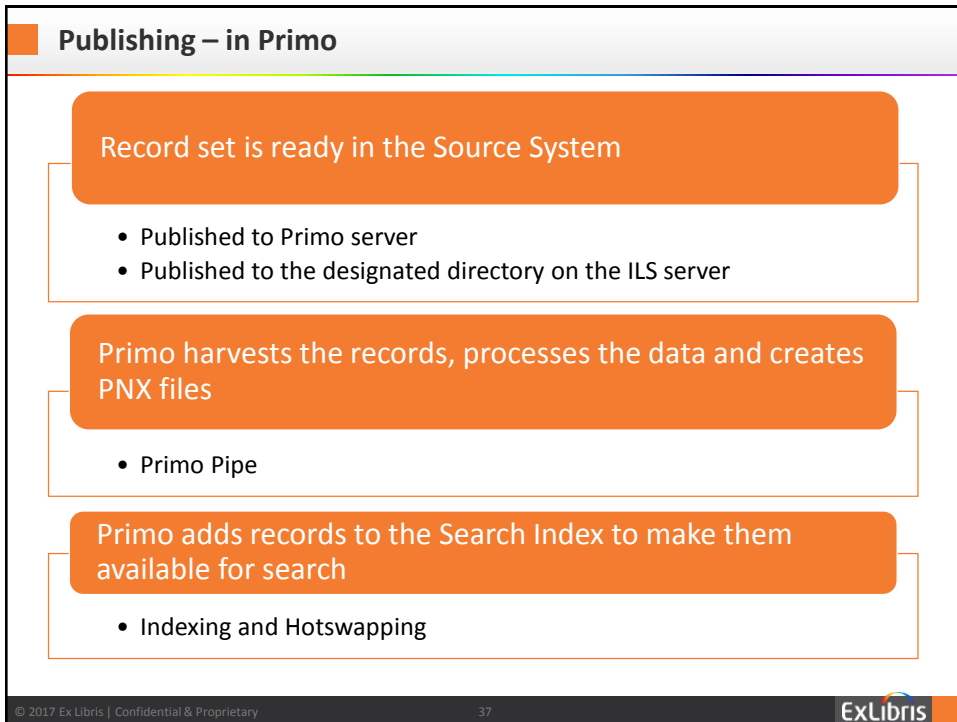 Publishing – in Primo
Record set is ready in the Source System
• Published to Primo server
• Published to the designated directory on the ILS server
Primo harvests the records, processes the data and creates
PNX files
• Primo Pipe
Primo adds records to the Search Index to make them
available for search
• Indexing and Hotswapping
© 2017 Ex Libris | Confidential & Proprietary
37
ExLibris